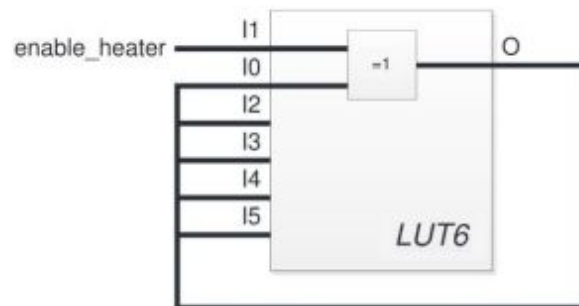 I1
enable_heater
I0
=1
O
I2
I3
I4
I5
LUT6